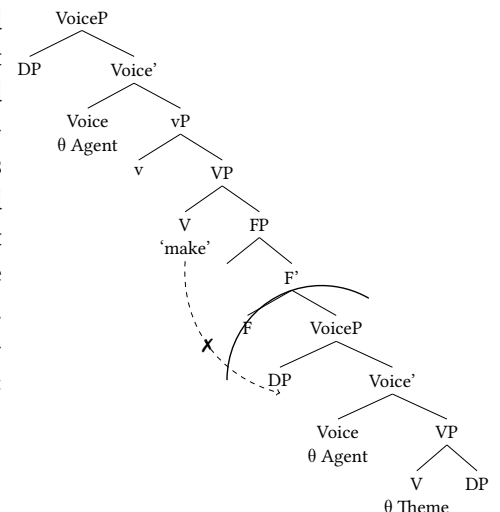 VoiceP
DP Voice’
Voice vP
θ Agent
v VP
V FP
‘make’
F’
F VoiceP
✗
DP Voice’
Voice VP
θ Agent
V DP
θ Theme